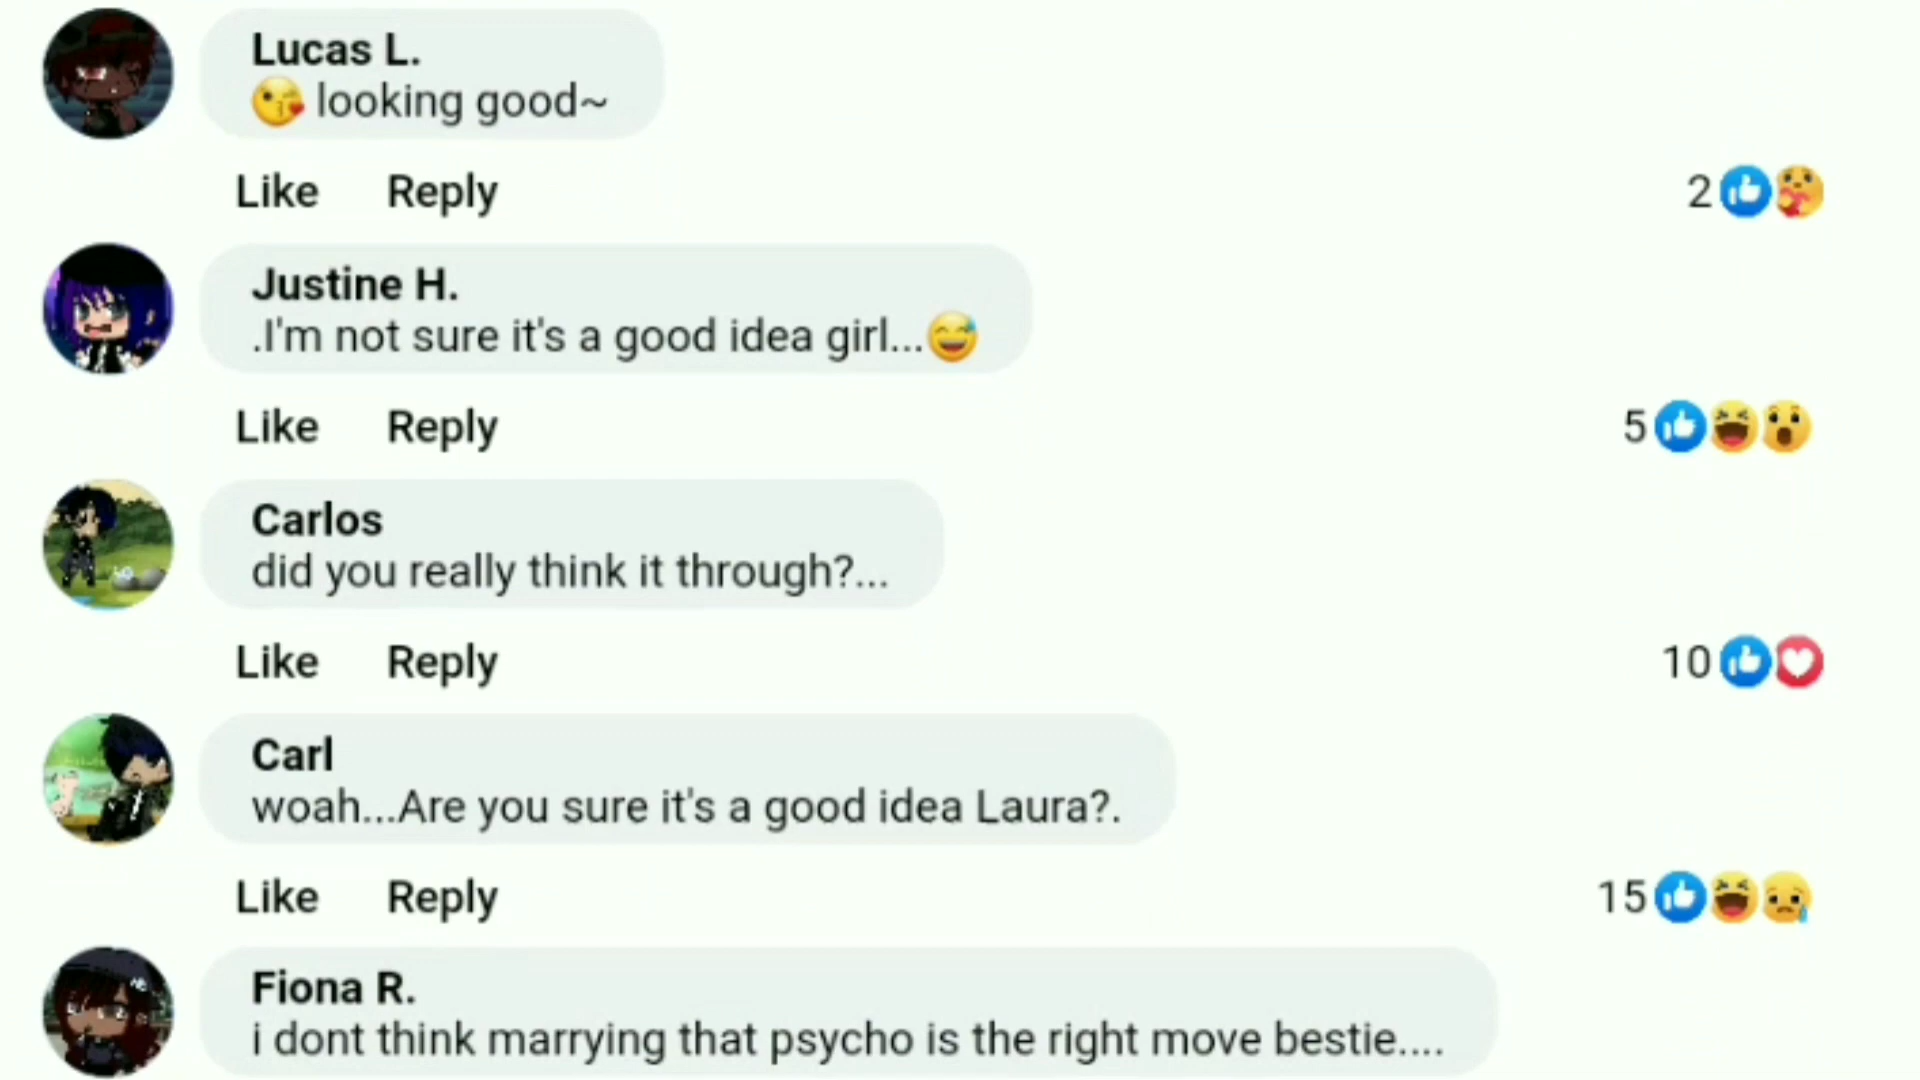 Lucas L.
😘 looking good~
Like Reply
2
Justine H.
.I'm not sure it's a good idea girl...😅
Like Reply
5
Carlos
did you really think it through?...
Like Reply
10
Carl
woah...Are you sure it's a good idea Laura?.
Like Reply
15
Fiona R.
i dont think marrying that psycho is the right move bestie....